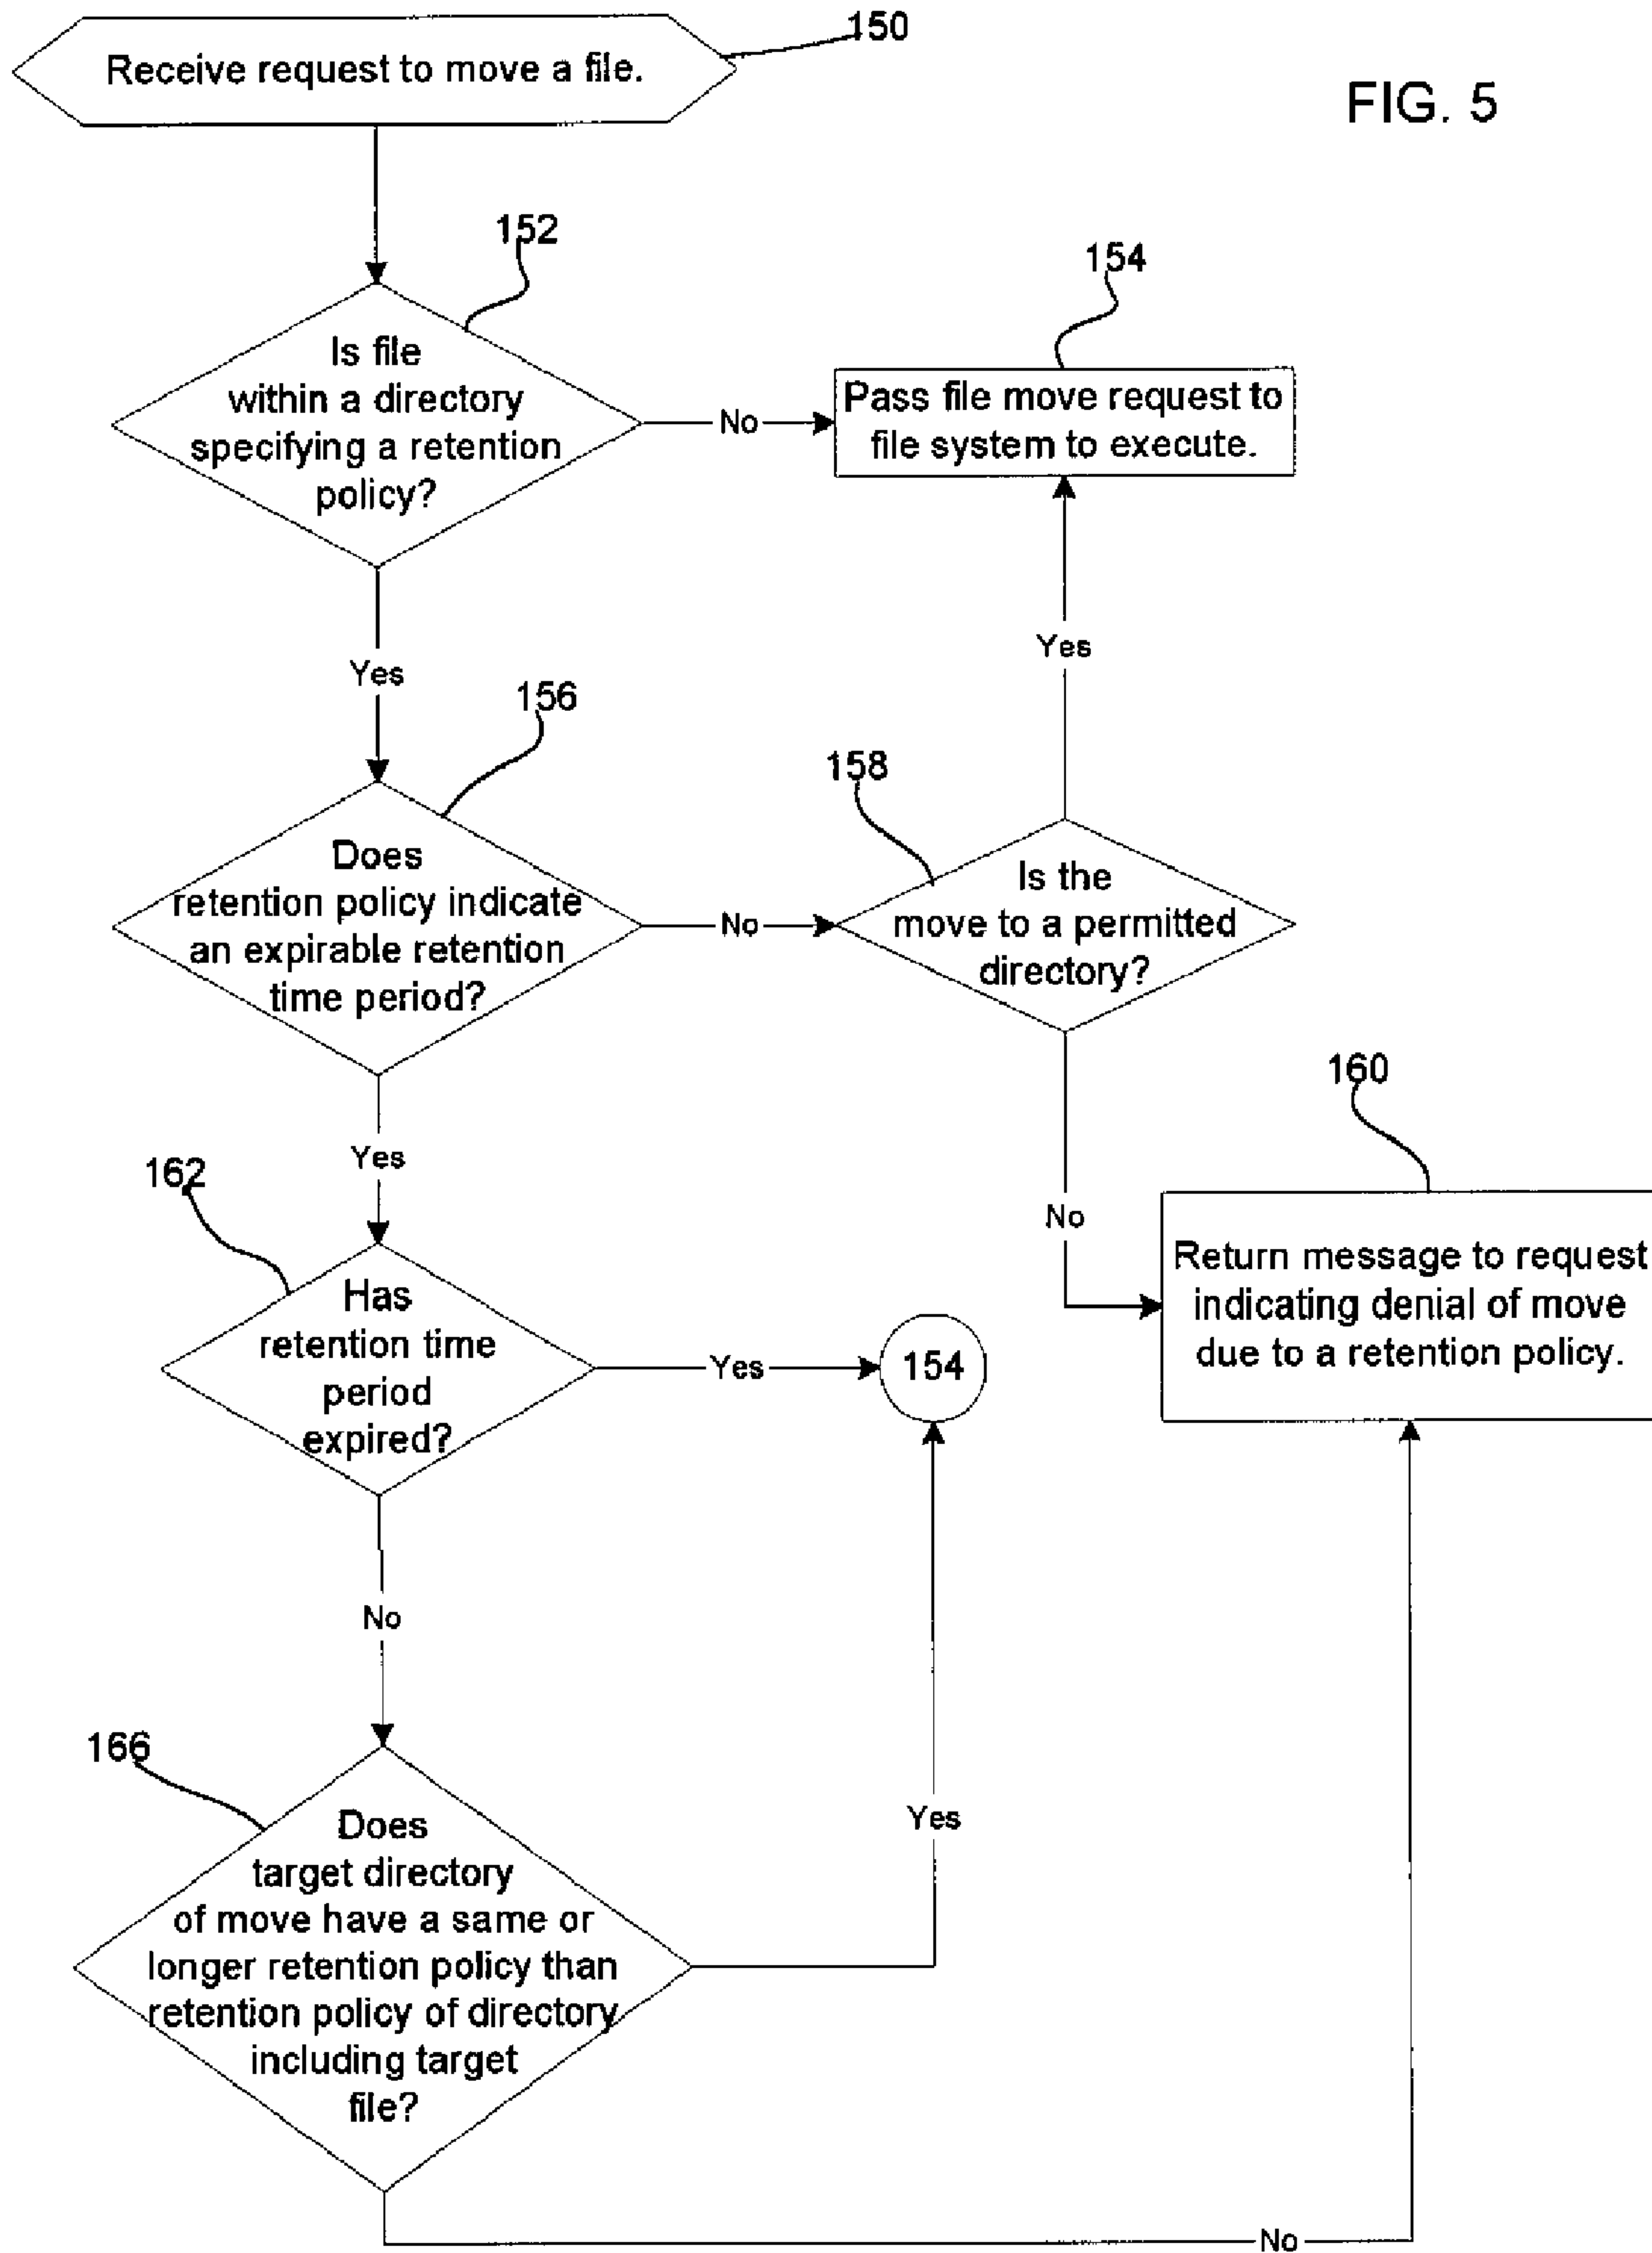 150
Receive request to move a file.
FIG. 5
152
154
Is file
within a directory
specifying a retention
policy?
No
Pass file move request to
file system to execute.
Yes
Yes
156
158
Does
retention policy indicate
an expirable retention
time period?
No
Is the
move to a permitted
directory?
160
Yes
162
No
Return message to request
indicating denial of move
due to a retention policy.
Has
retention time
period
expired?
Yes
154
No
166
Yes
Does
target directory
of move have a same or
longer retention policy than
retention policy of directory
including target
file?
No